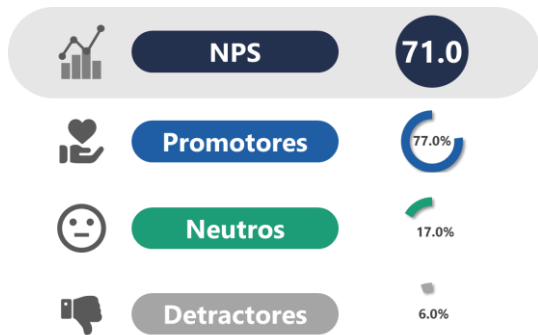 NPS 71.0
Promotores 77.0%
Neutros 17.0%
Detractores 6.0%